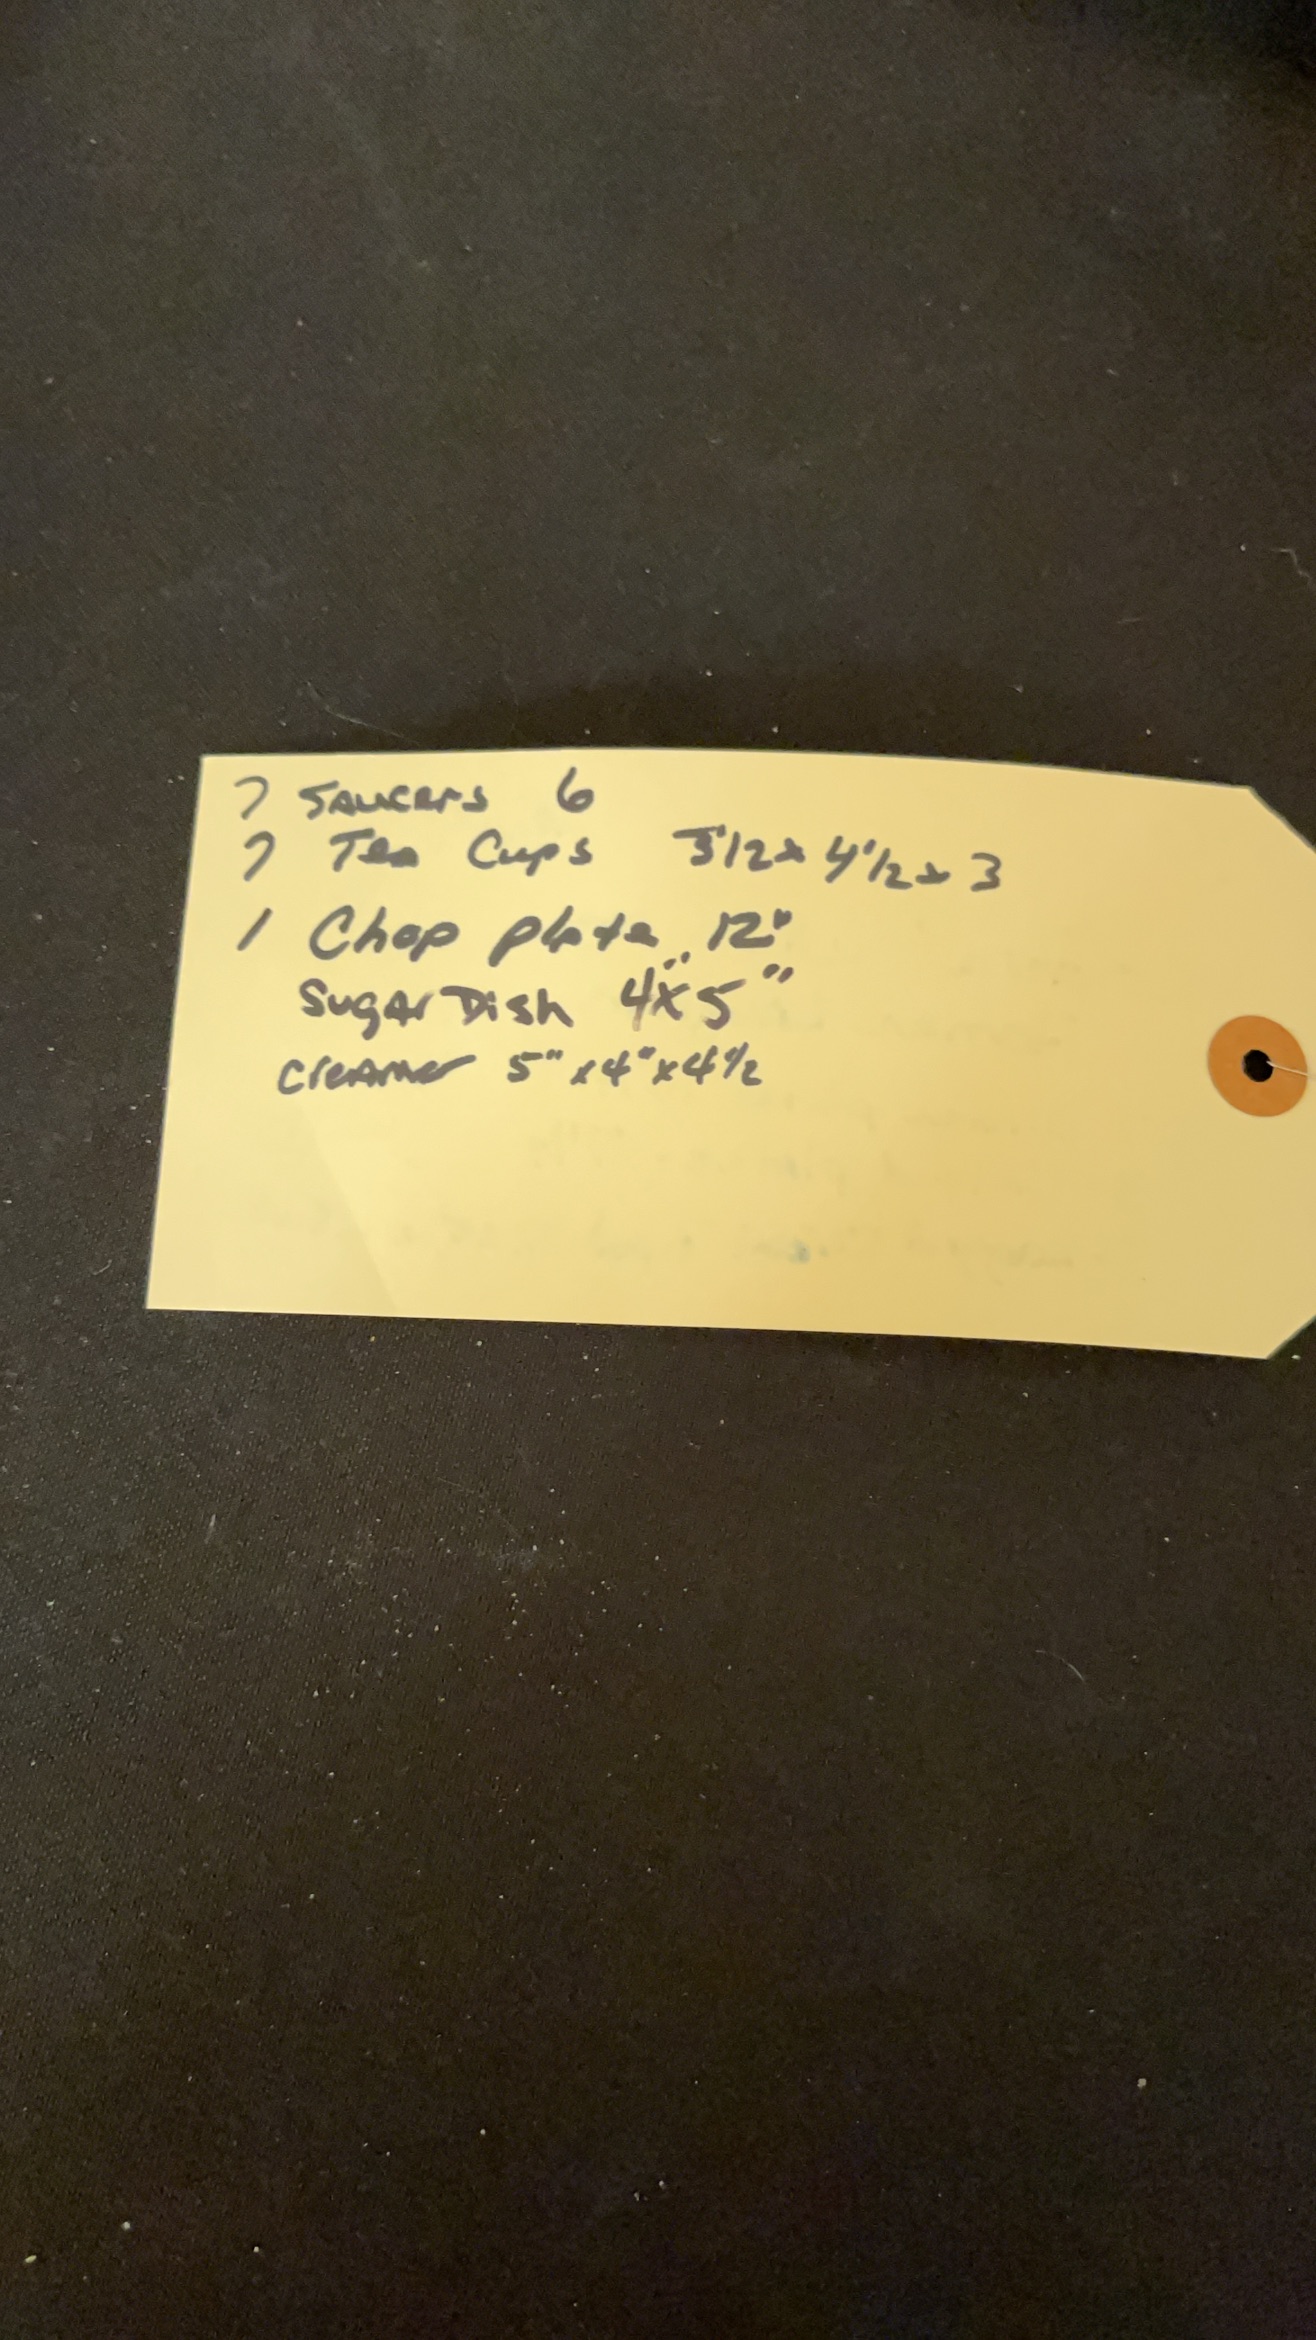 7 Saucers 6
7 Tea Cups 3 1/2 x 4 1/2 x 3
1 Chop plate 12"
Sugar Dish 4" x 5"
Creamer 5" x 4" x 4 1/2